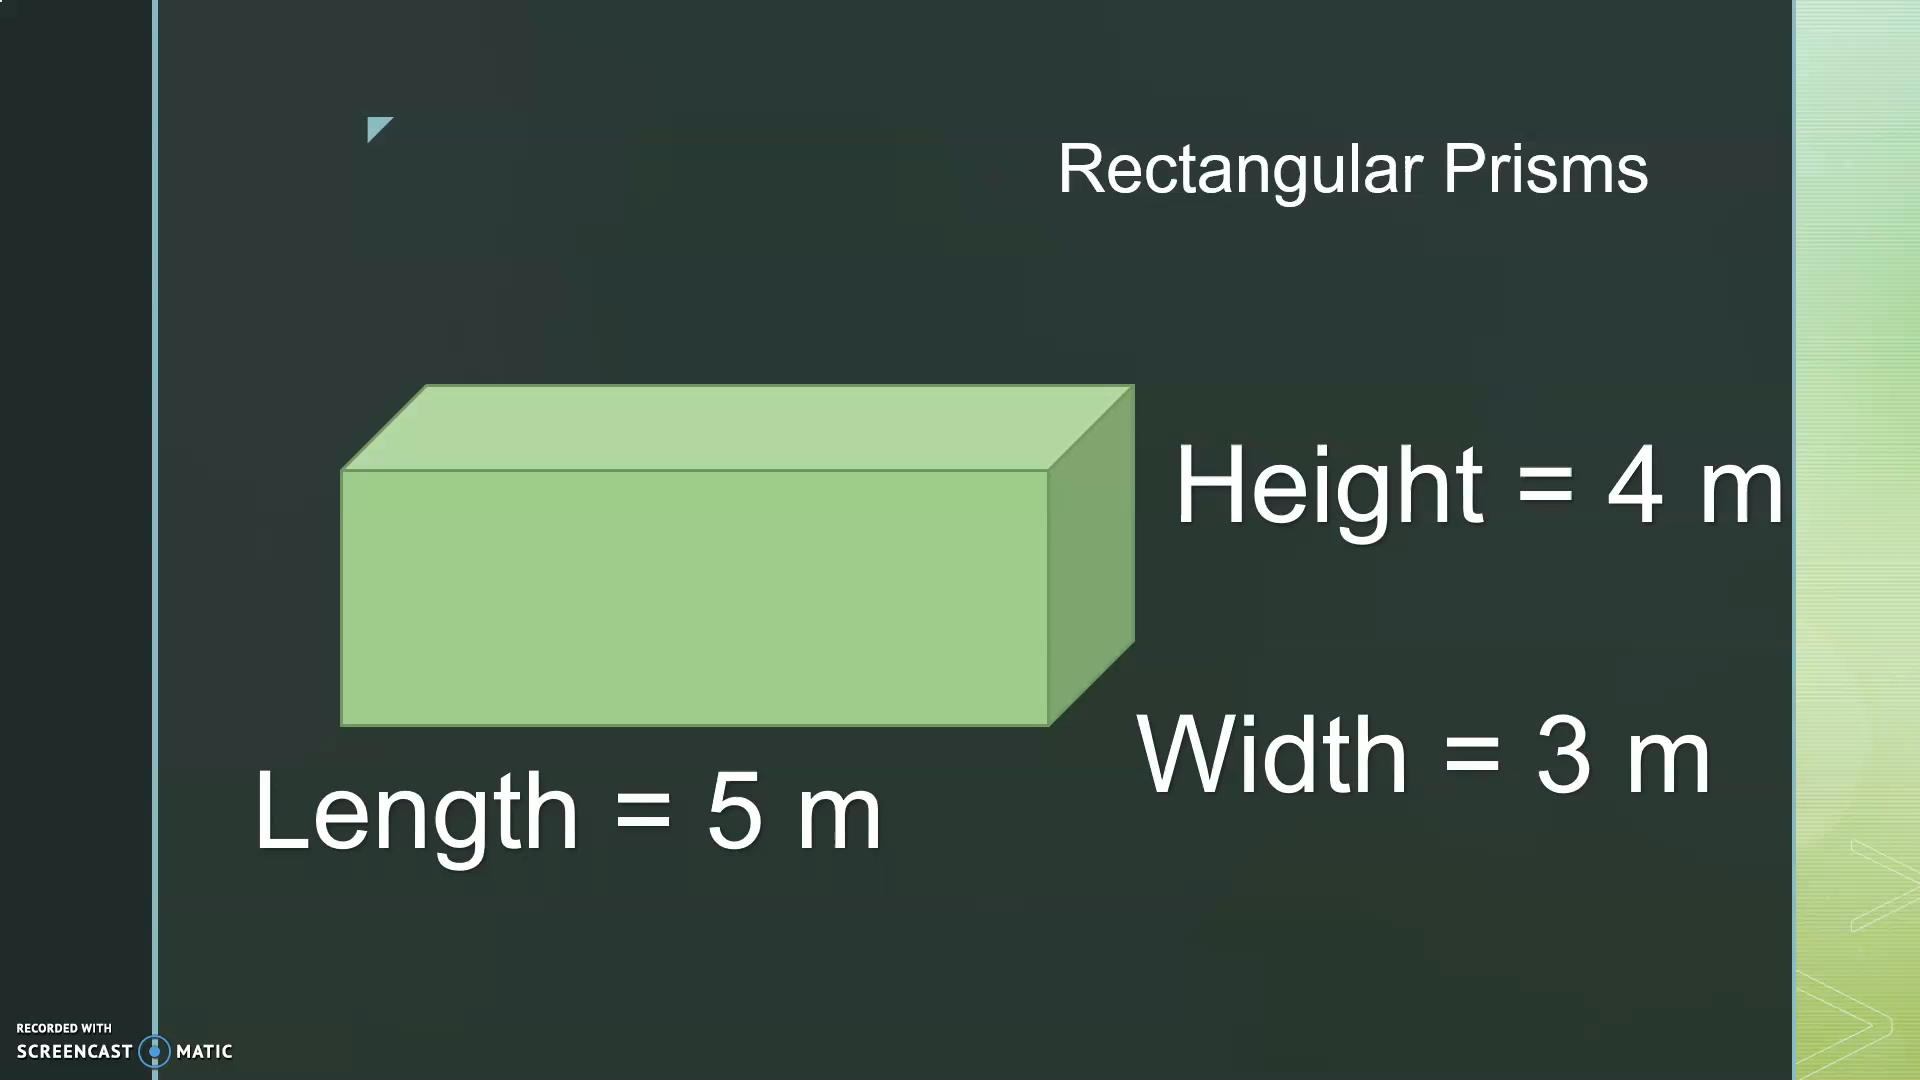 Rectangular Prisms
Height = 4 m
Width = 3 m
Length = 5 m
RECORDED WITH
SCREENCAST MATIC